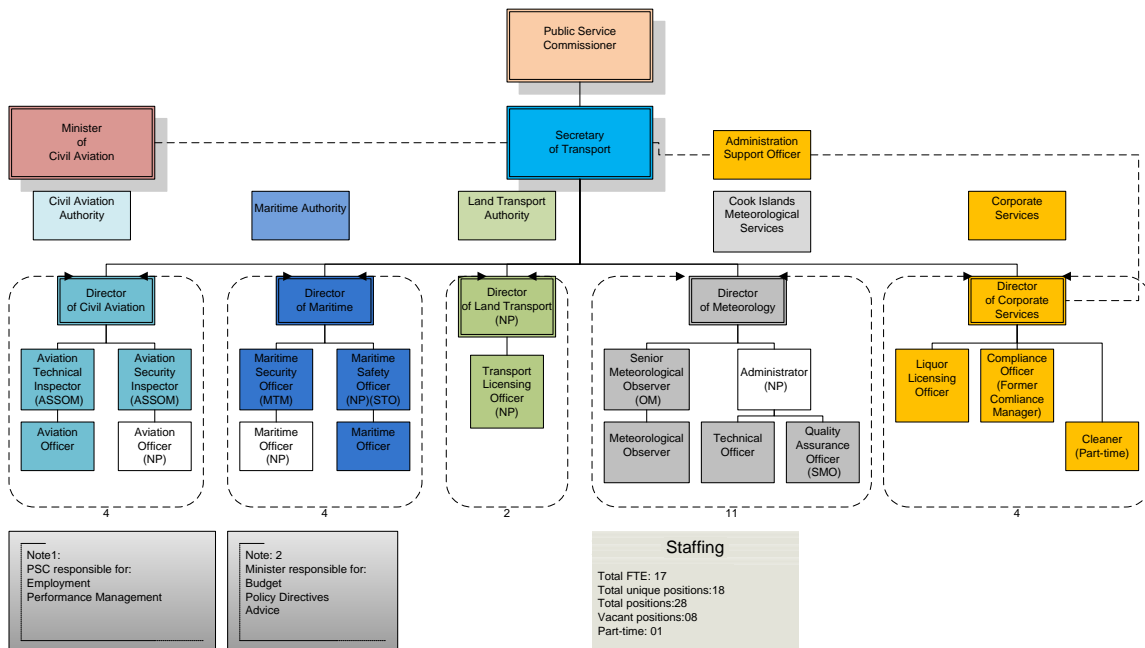 Public Service
Commissioner
Minister
of
Civil Aviation
Secretary
of Transport
Administration
Support Officer
Civil Aviation
Authority
Maritime Authority
Land Transport
Authority
Cook Islands
Meteorological
Services
Corporate
Services
Director
of Civil Aviation
Director
of Maritime
Director
of Land Transport
(NP)
Director
of Meteorology
Director
of Corporate
Services
Aviation
Technical
Inspector
(ASSOM)
Aviation
Security
Inspector
(ASSOM)
Maritime
Security
Officer
(MTM)
Maritime
Safety
Officer
(NP)(STO)
Transport
Licensing
Officer
(NP)
Senior
Meteorological
Observer
(OM)
Administrator
(NP)
Liquor
Licensing
Officer
Compliance
Officer
(Former
Comliance
Manager)
Aviation
Officer
Aviation
Officer
(NP)
Maritime
Officer
(NP)
Maritime Officer
Meteorological
Observer
Technical
Officer
Quality
Assurance
Officer
(SMO)
Cleaner
(Part-time)
4
4
2
11
4
Note1:
PSC responsible for:
Employment
Performance Management
Note: 2
Minister responsible for:
Budget
Policy Directives
Advice
Staffing
Total FTE: 17
Total unique positions:18
Total positions:28
Vacant positions:08
Part-time: 01